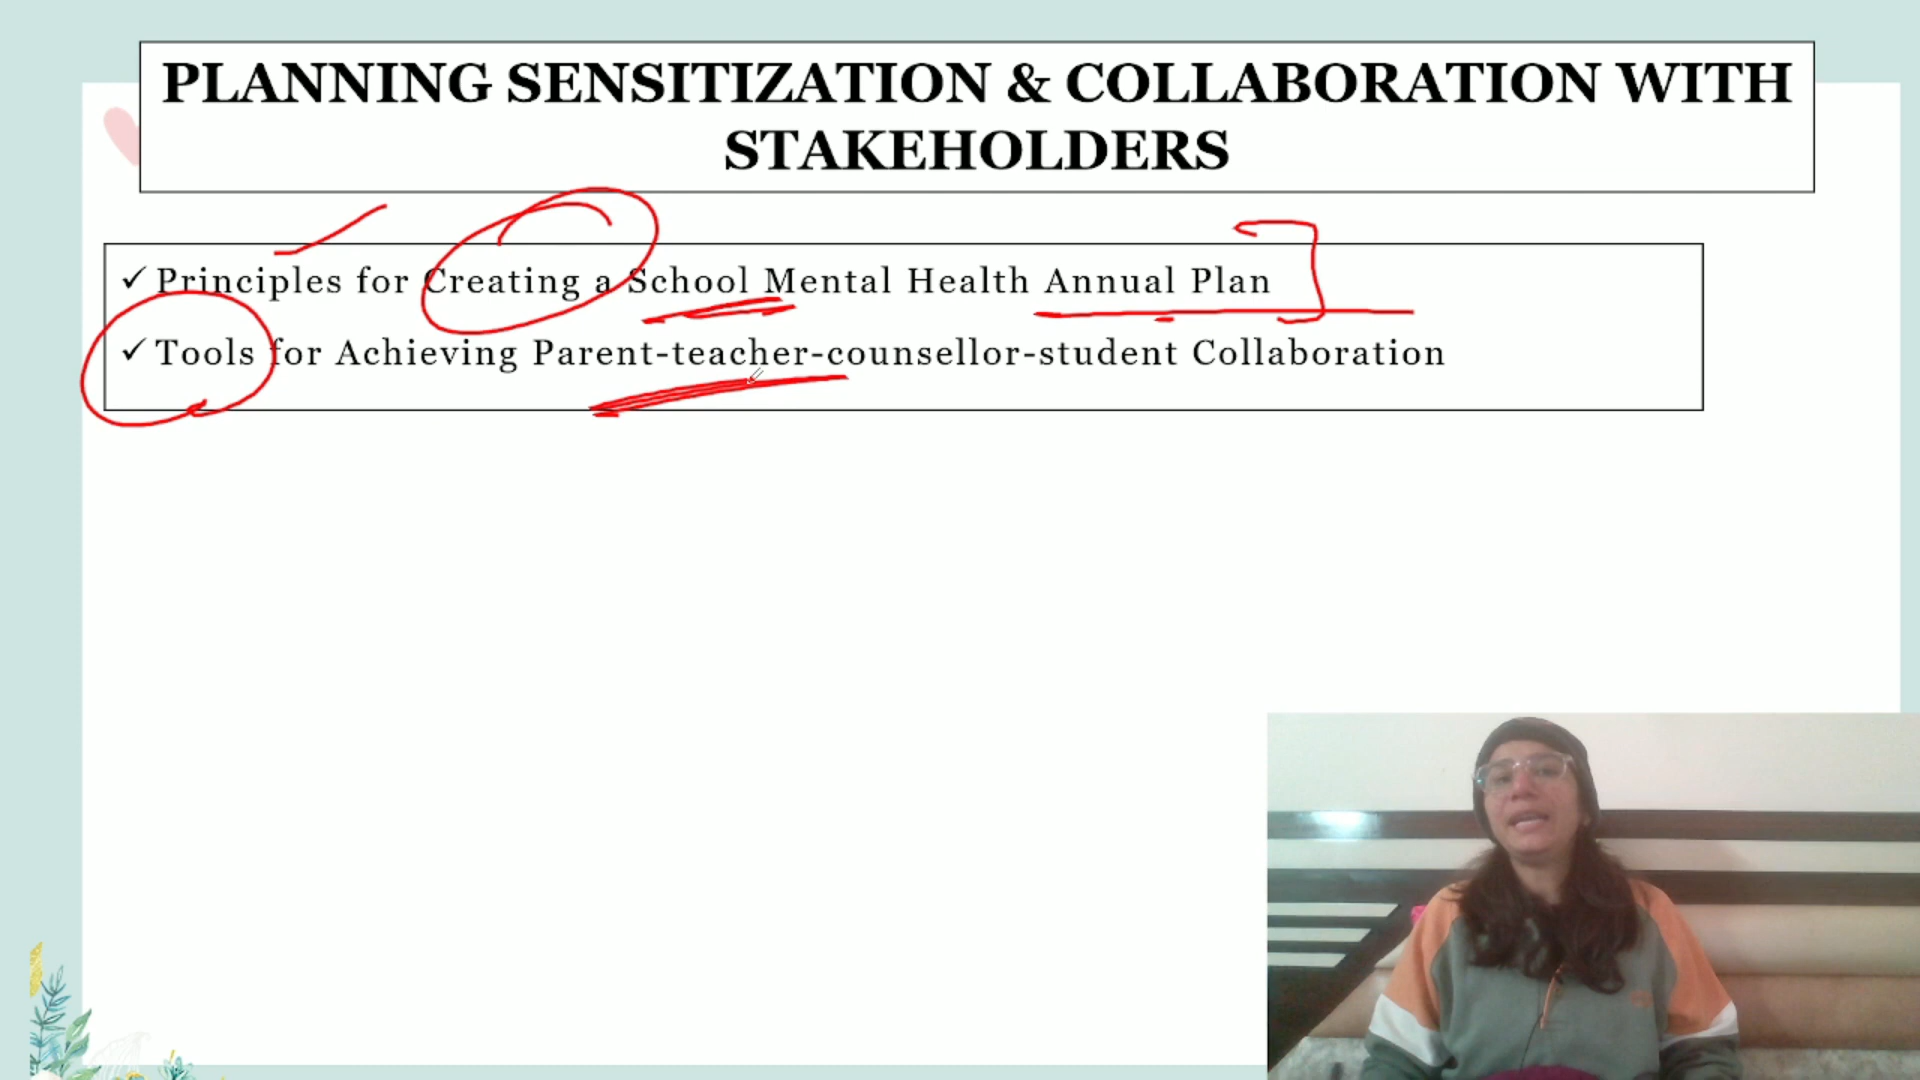 PLANNING SENSITIZATION & COLLABORATION WITH
STAKEHOLDERS
✓ Principles for Creating a School Mental Health Annual Plan
✓ Tools for Achieving Parent-teacher-counsellor-student Collaboration